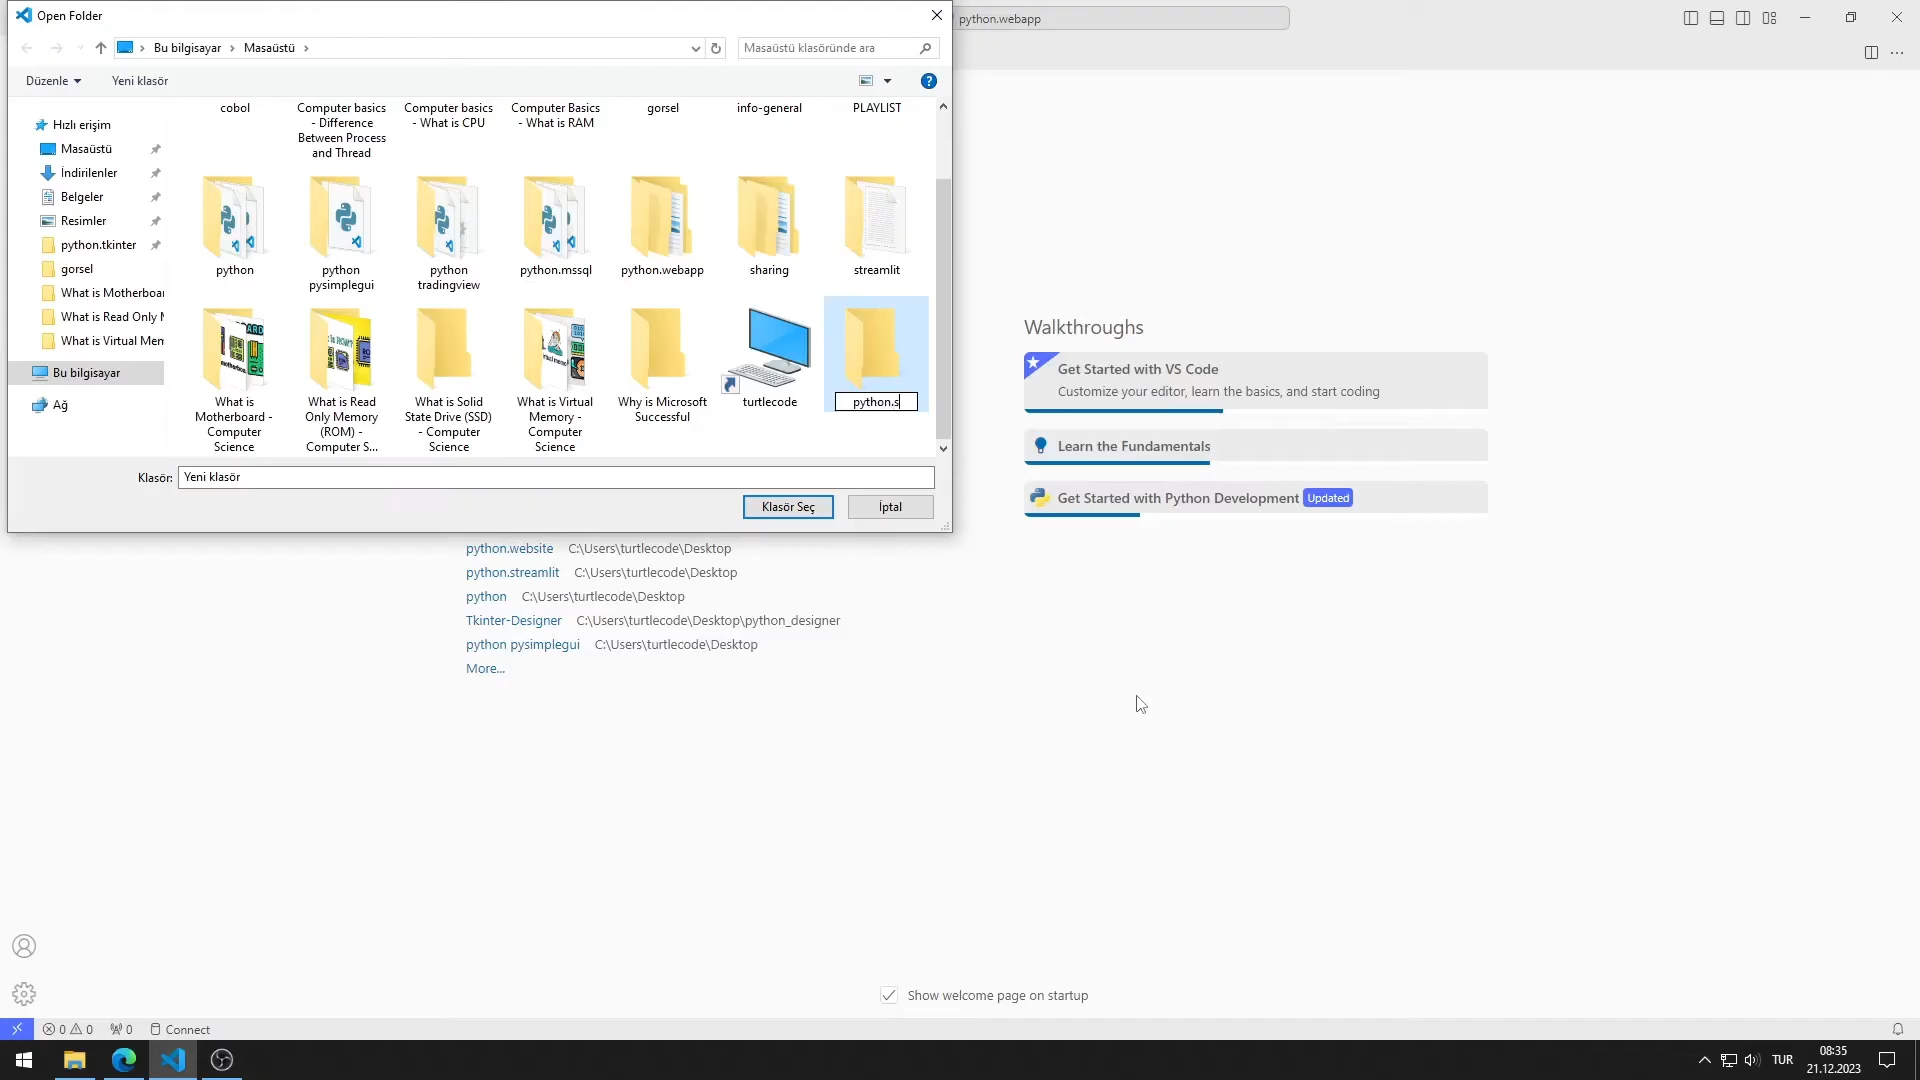 Open Folder
python.webapp
Bu bilgisayar
Masaüstü
Masaüstü klasöründe ara
Düzenle
Yeni klasör
?
Hızlı erişim
Masaüstü
İndirilenler
Belgeler
Resimler
python.tkinter
gorsel
What is Motherboar
What is Read Only M
What is Virtual Mem
Bu bilgisayar
Ağ
cobol
Computer basics
- Difference
Between Process
and Thread
Computer basics
- What is CPU
Computer Basics
- What is RAM
gorsel
info-general
PLAYLIST
python
python
pysimplegui
python
tradingview
python.mssql
python.webapp
sharing
streamlit
What is
Motherboard -
Computer
Science
What is Read
Only Memory
(ROM) -
Computer S...
What is Solid
State Drive (SSD)
- Computer
Science
What is Virtual
Memory -
Computer
Science
Why is Microsoft
Successful
turtlecode
python.s
Klasör:
Yeni klasör
Klasör Seç
İptal
python.website C:\Users\turtlecode\Desktop
python.streamlit C:\Users\turtlecode\Desktop
python C:\Users\turtlecode\Desktop
Tkinter-Designer C:\Users\turtlecode\Desktop\python_designer
python pysimplegui C:\Users\turtlecode\Desktop
More...
Walkthroughs
Get Started with VS Code
Customize your editor, learn the basics, and start coding
Learn the Fundamentals
Get Started with Python Development Updated
Show welcome page on startup
0 0 0 Connect
TUR
08:35
21.12.2023